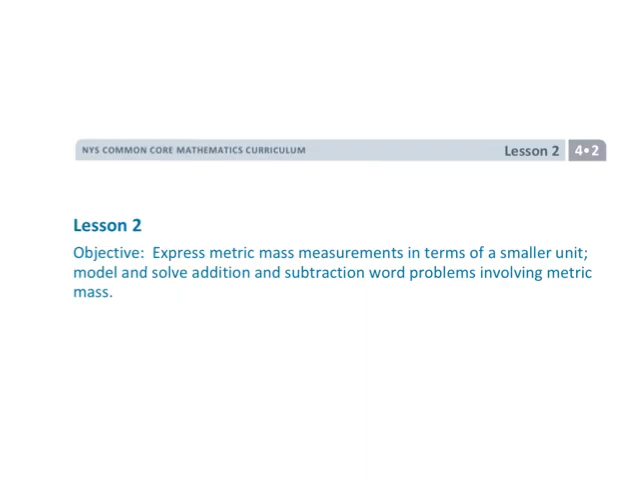 NYS COMMON CORE MATHEMATICS CURRICULUM Lesson 2 4•2
Lesson 2
Objective: Express metric mass measurements in terms of a smaller unit;
model and solve addition and subtraction word problems involving metric
mass.